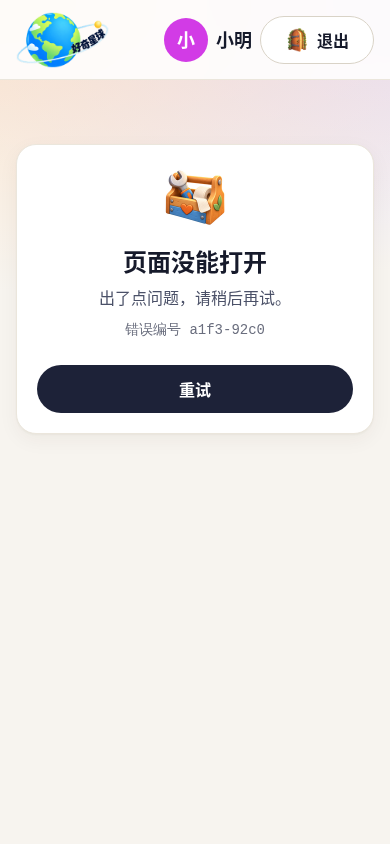 好奇星球
小 小明 退出
页面没能打开
出了点问题，请稍后再试。
错误编号 a1f3-92c0
重试